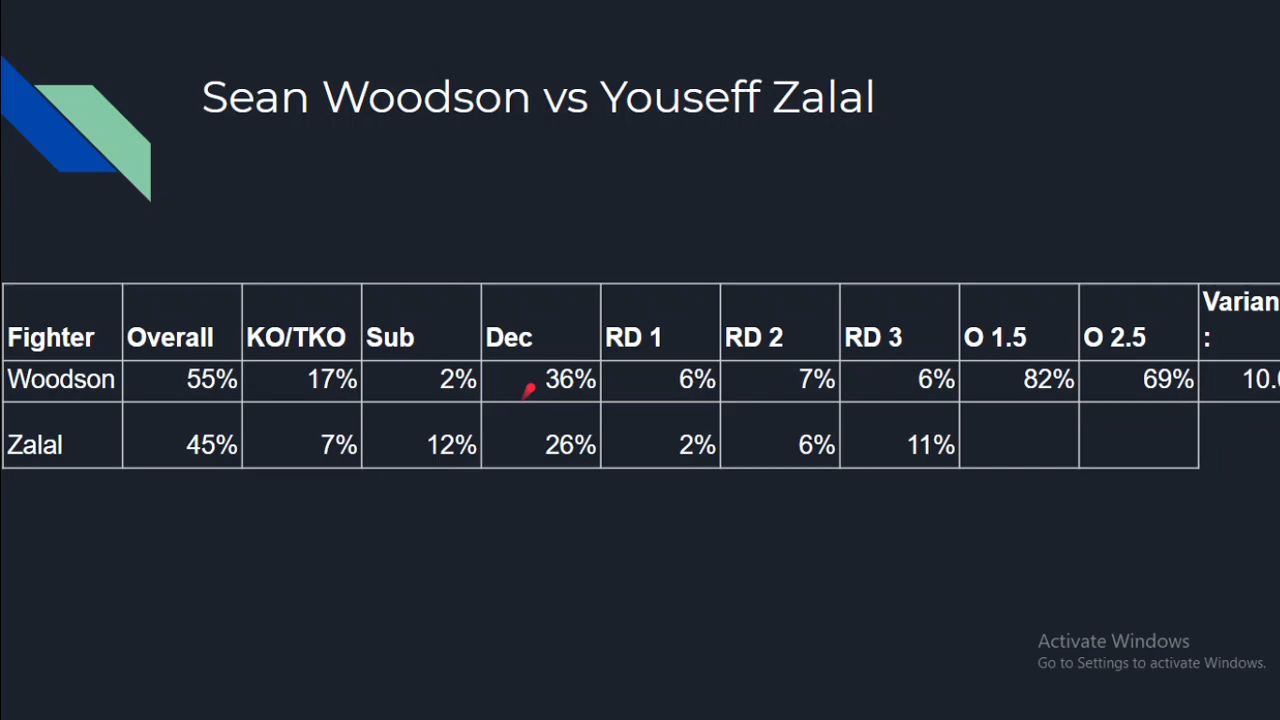 Sean Woodson vs Youseff Zalal
Fighter Overall KO/TKO Sub Dec RD 1 RD 2 RD 3 O 1.5 O 2.5 Varian
:
Woodson 55% 17% 2% 36% 6% 7% 6% 82% 69% 10.
Zalal 45% 7% 12% 26% 2% 6% 11%
Activate Windows
Go to Settings to activate Windows.